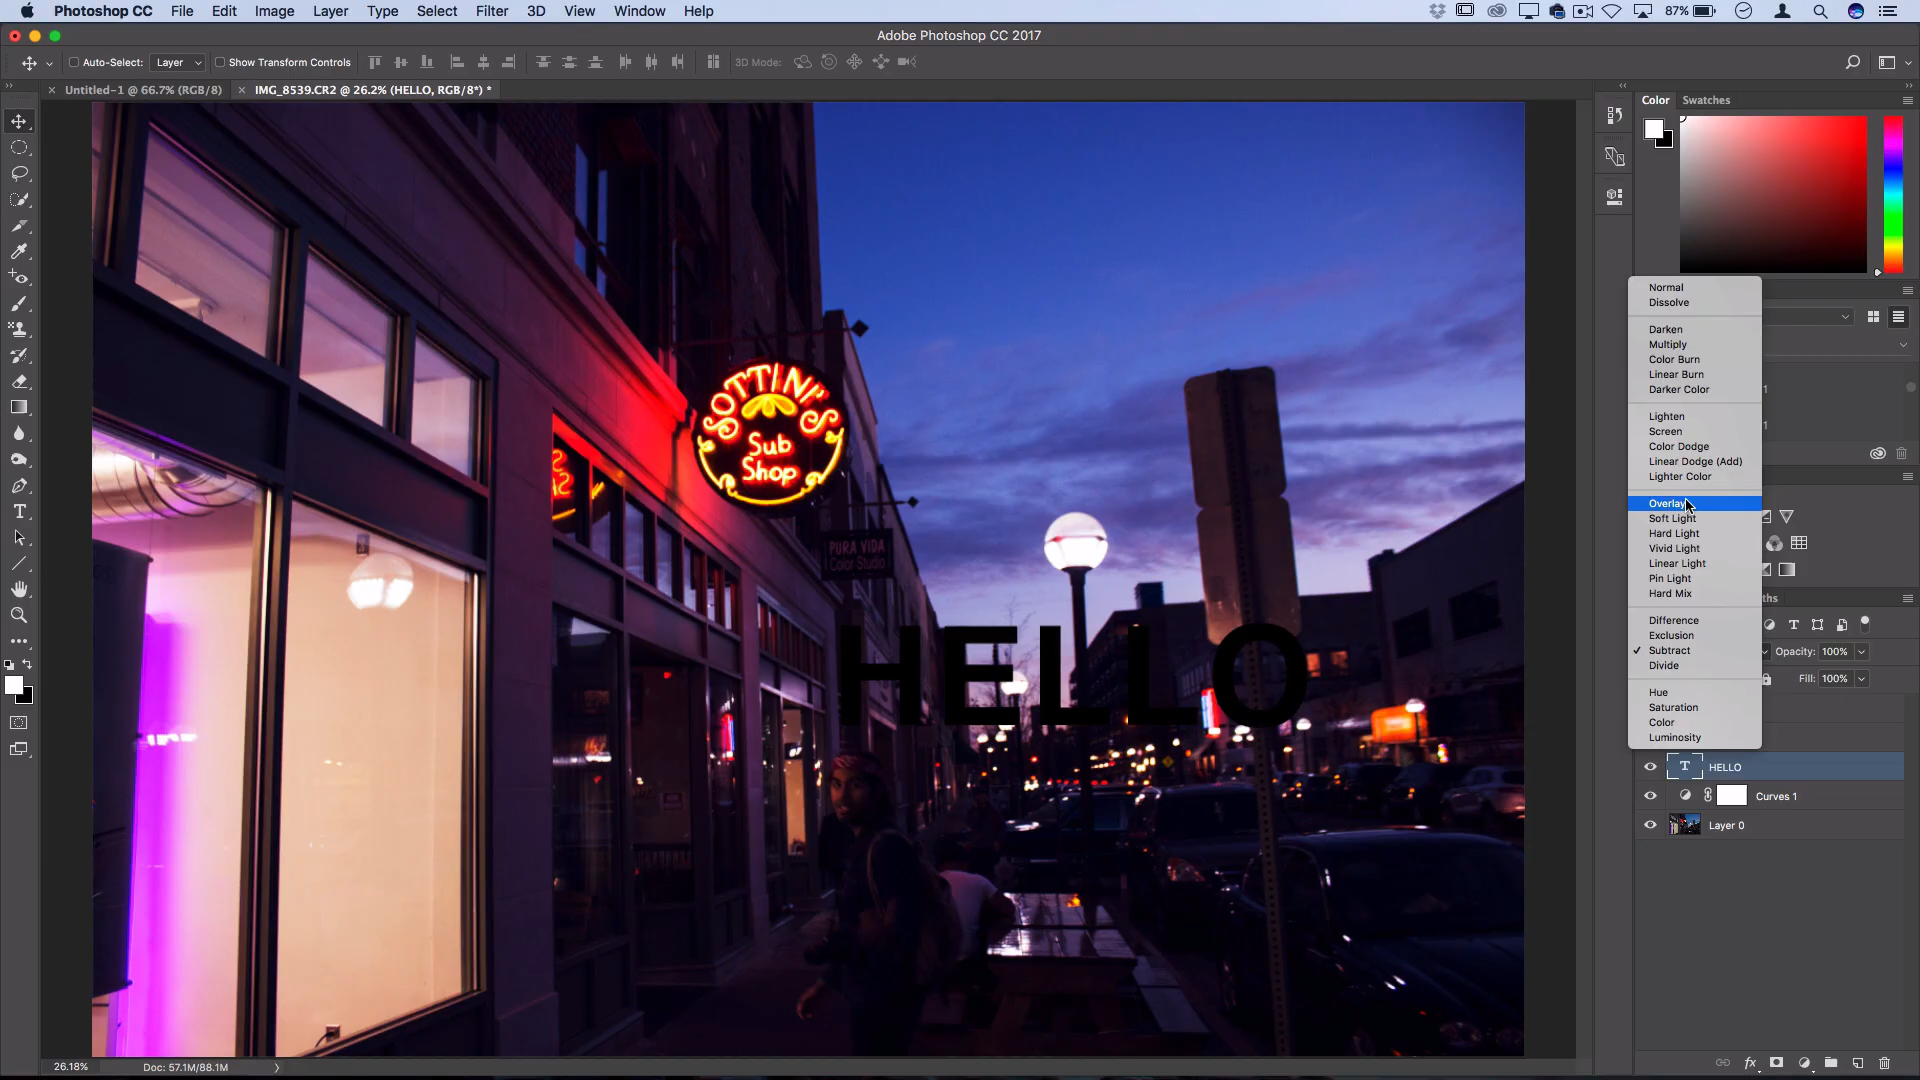 Photoshop CC File Edit Image Layer Type Select Filter 3D View Window Help 87%
Adobe Photoshop CC 2017
Auto-Select: Layer Show Transform Controls 3D Mode:
Untitled-1 @ 66.7% (RGB/8) IMG_8539.CR2 @ 26.2% (HELLO, RGB/8*) *
Color Swatches
SOTTINI'S
Sub
Shop
PURA VIDA
Color Studio
HELLO
Normal
Dissolve
Darken
Multiply
Color Burn
Linear Burn
Darker Color
Lighten
Screen
Color Dodge
Linear Dodge (Add)
Lighter Color
Overlay
Soft Light
Hard Light
Vivid Light
Linear Light
Pin Light
Hard Mix
Difference
Exclusion
Subtract
Divide
Hue
Saturation
Color
Luminosity
Opacity: 100%
Fill: 100%
T HELLO
Curves 1
Layer 0
26.18% Doc: 57.1M/88.1M
fx